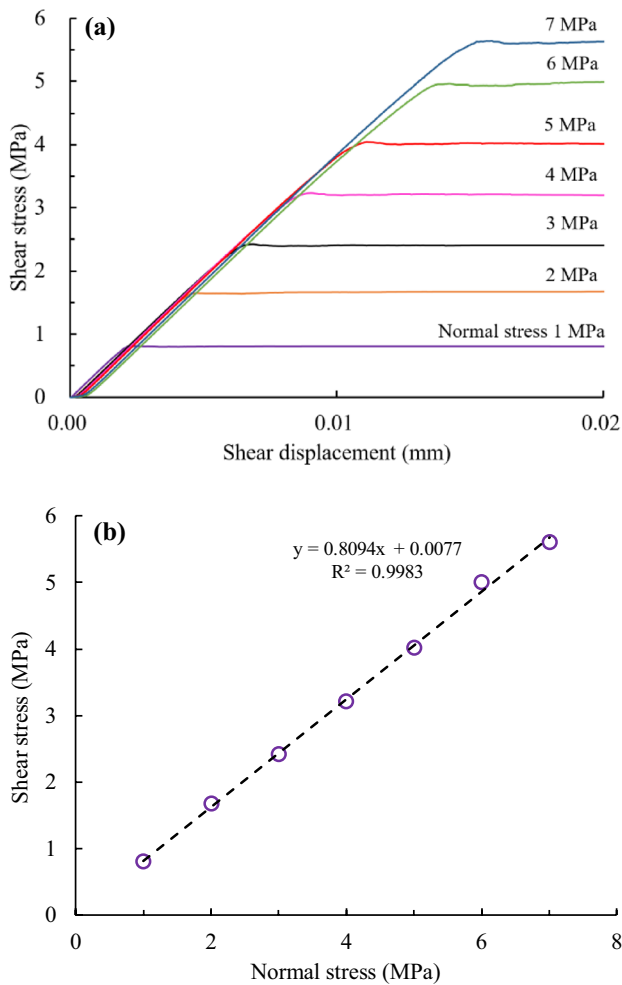 (a)
6
5
4
3
2
1
0
Shear stress (MPa)
7 MPa
6 MPa
5 MPa
4 MPa
3 MPa
2 MPa
Normal stress 1 MPa
0.00
0.01
0.02
Shear displacement (mm)
(b)
6
5
4
3
2
1
0
Shear stress (MPa)
y = 0.8094x + 0.0077
R² = 0.9983
0
2
4
6
8
Normal stress (MPa)